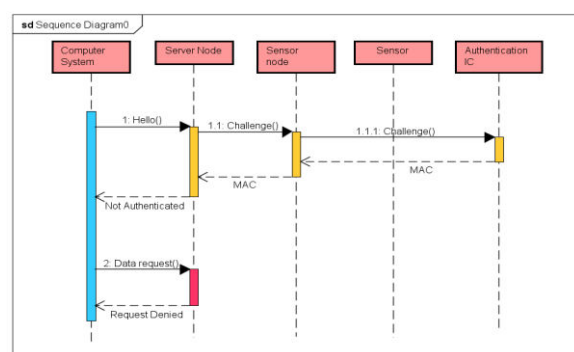 sd Sequence Diagram0
Computer
System
Server Node
Sensor
node
Sensor
Authentication
IC
1: Hello()
1.1: Challenge()
1.1.1: Challenge()
MAC
MAC
Not Authenticated
2: Data request()
Request Denied